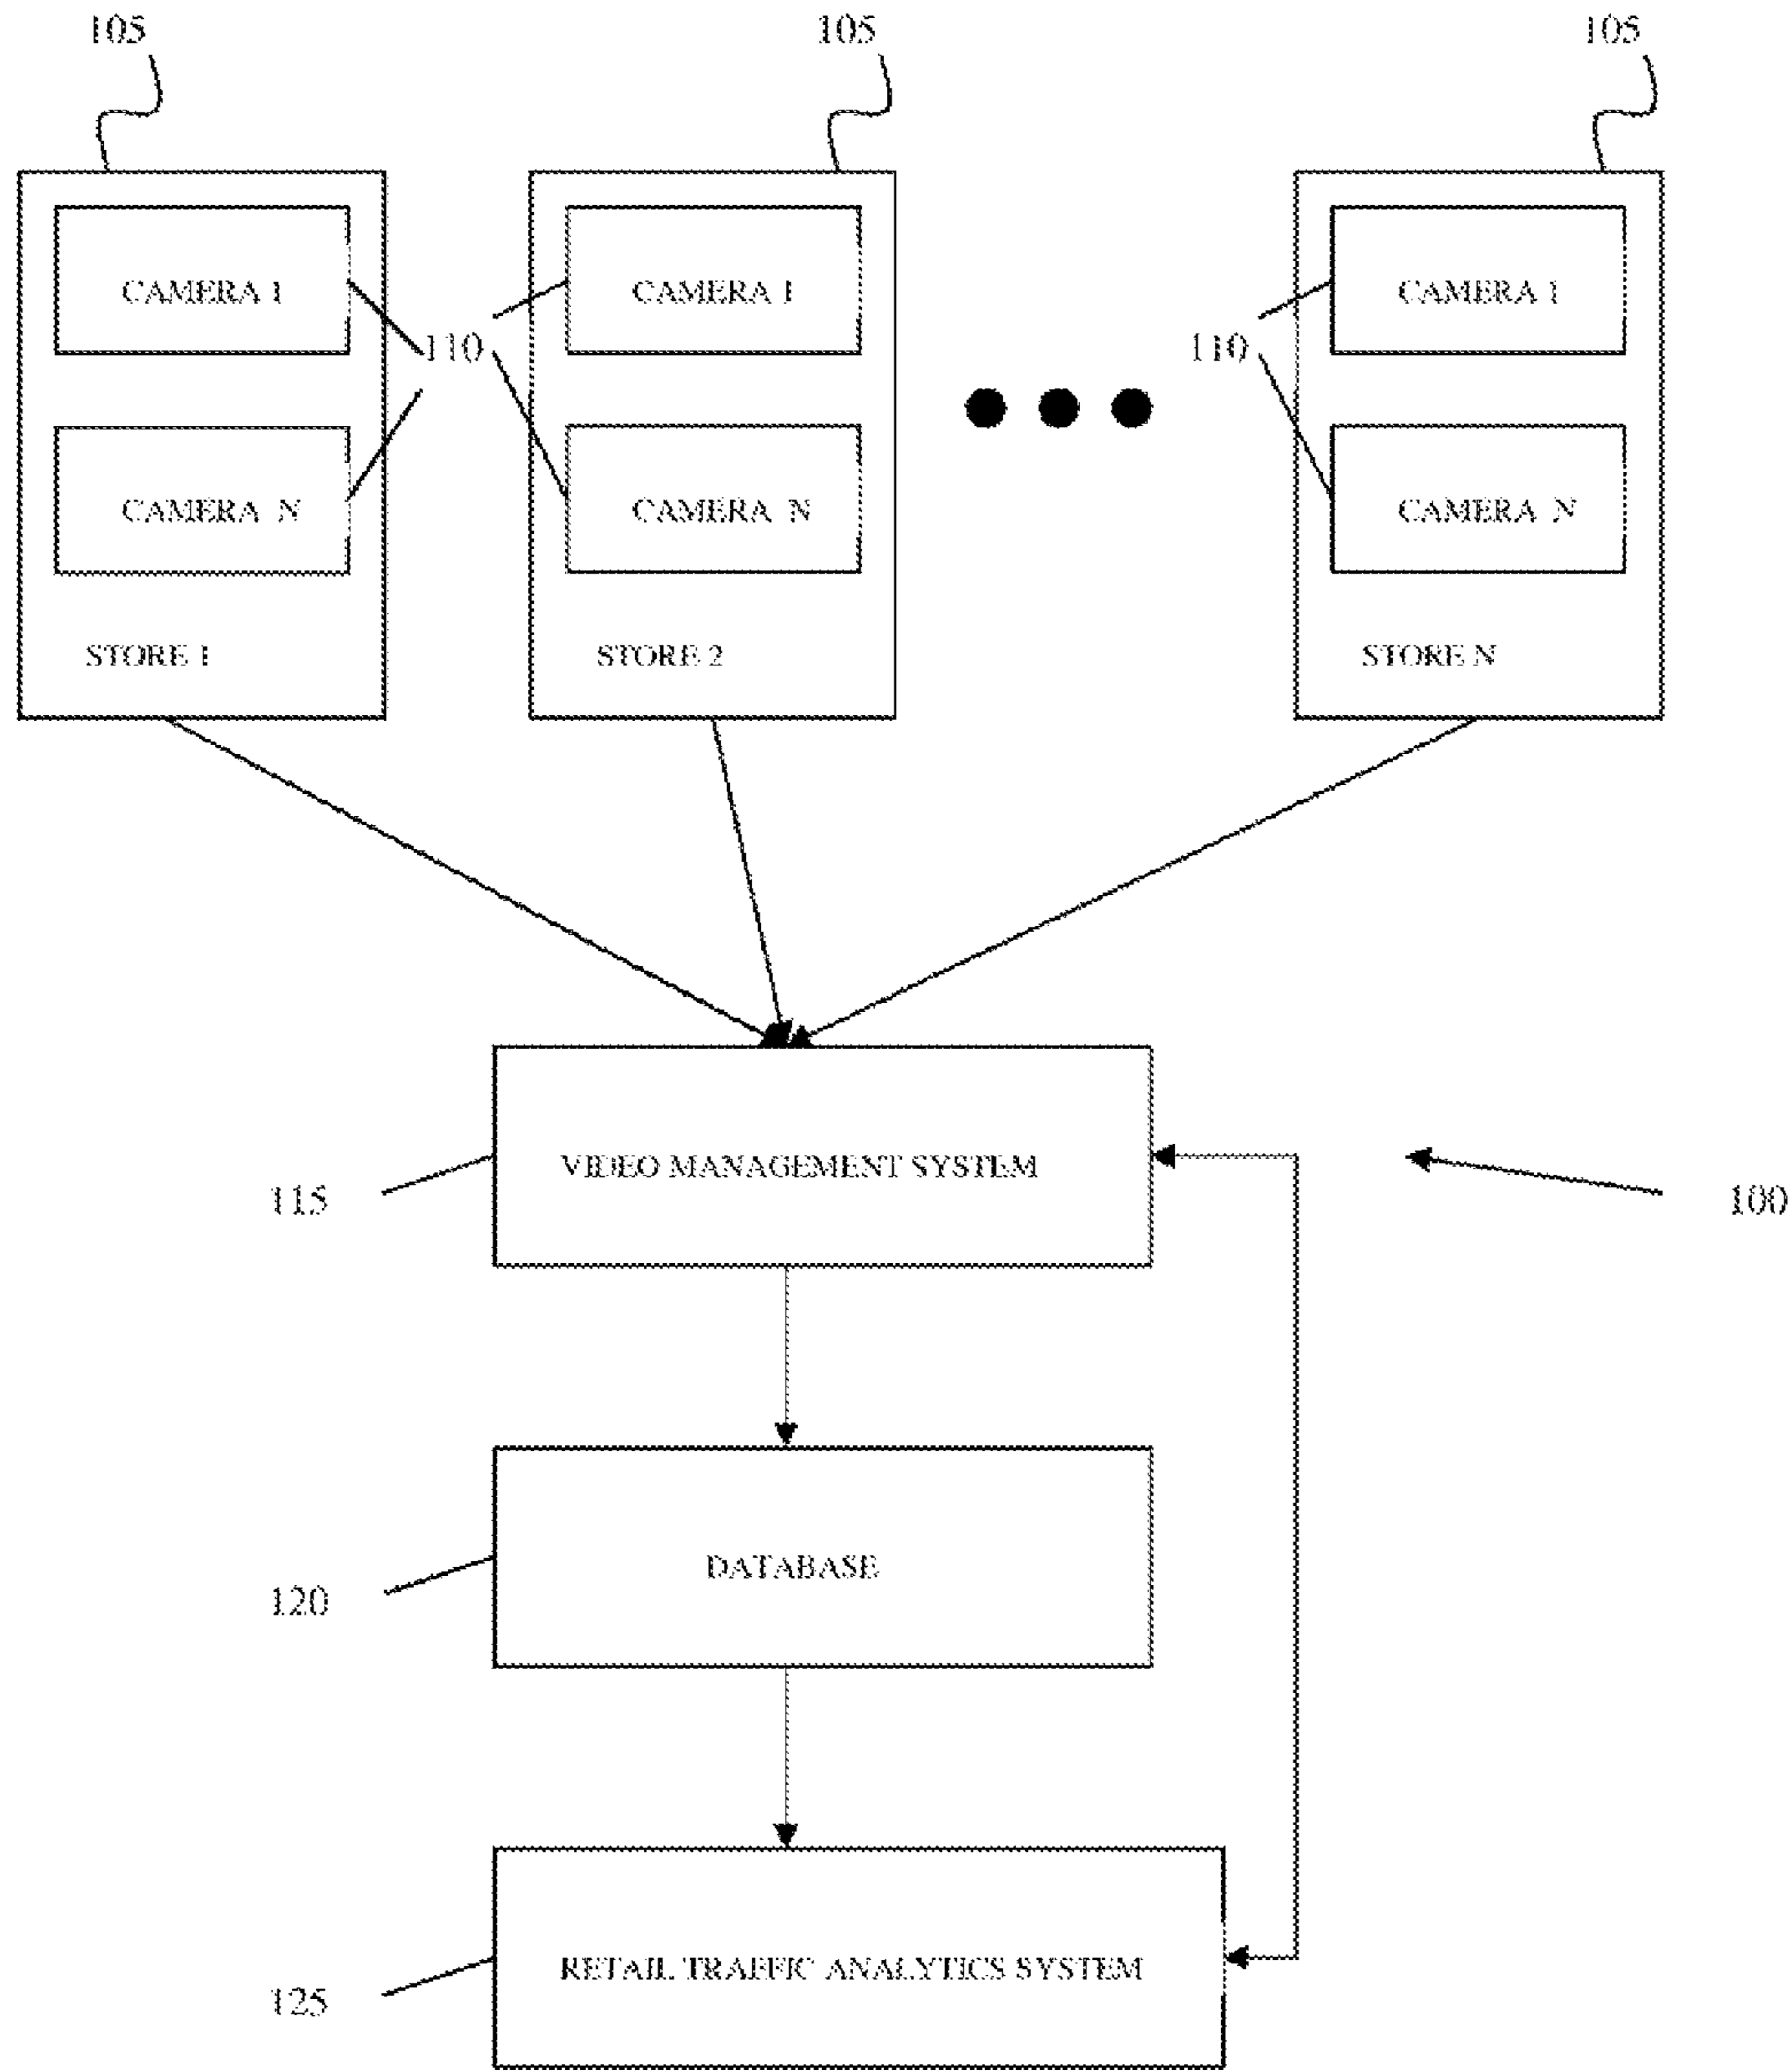 105
105
105
CAMERA 1
CAMERA 1
CAMERA 1
110
110
CAMERA N
CAMERA N
CAMERA N
STORE 1
STORE 2
STORE N
VIDEO MANAGEMENT SYSTEM
115
100
DATABASE
120
RETAIL TRAFFIC ANALYTICS SYSTEM
125